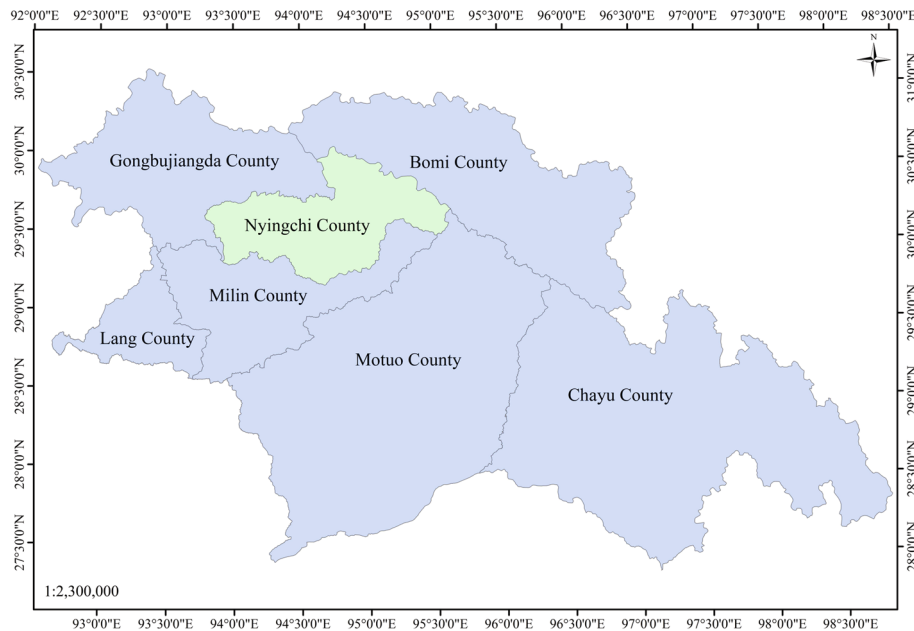 92°0'0"E 92°30'0"E 93°0'0"E 93°30'0"E 94°0'0"E 94°30'0"E 95°0'0"E 95°30'0"E 96°0'0"E 96°30'0"E 97°0'0"E 97°30'0"E 98°0'0"E 98°30'0"E
N
30°30'0"N
30°0'0"N
Gongbujiangda County
Bomi County
29°30'0"N
Nyingchi County
29°0'0"N
Milin County
Lang County
Motuo County
28°30'0"N
Chayu County
28°0'0"N
27°30'0"N
1:2,300,000
93°0'0"E 93°30'0"E 94°0'0"E 94°30'0"E 95°0'0"E 95°30'0"E 96°0'0"E 96°30'0"E 97°0'0"E 97°30'0"E 98°0'0"E 98°30'0"E